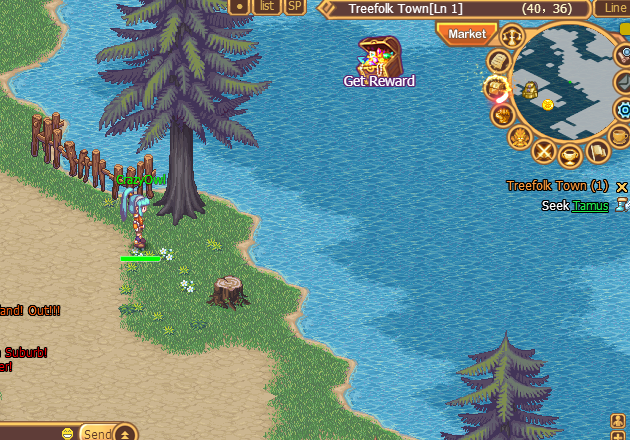 list
SP
Treefolk Town[Ln 1]
(40, 36)
Line
Market
Get Reward
Treefolk Town (1)
Seek Tamus
CrazyOwl
and! Out!!!
Suburb!
er!
Send